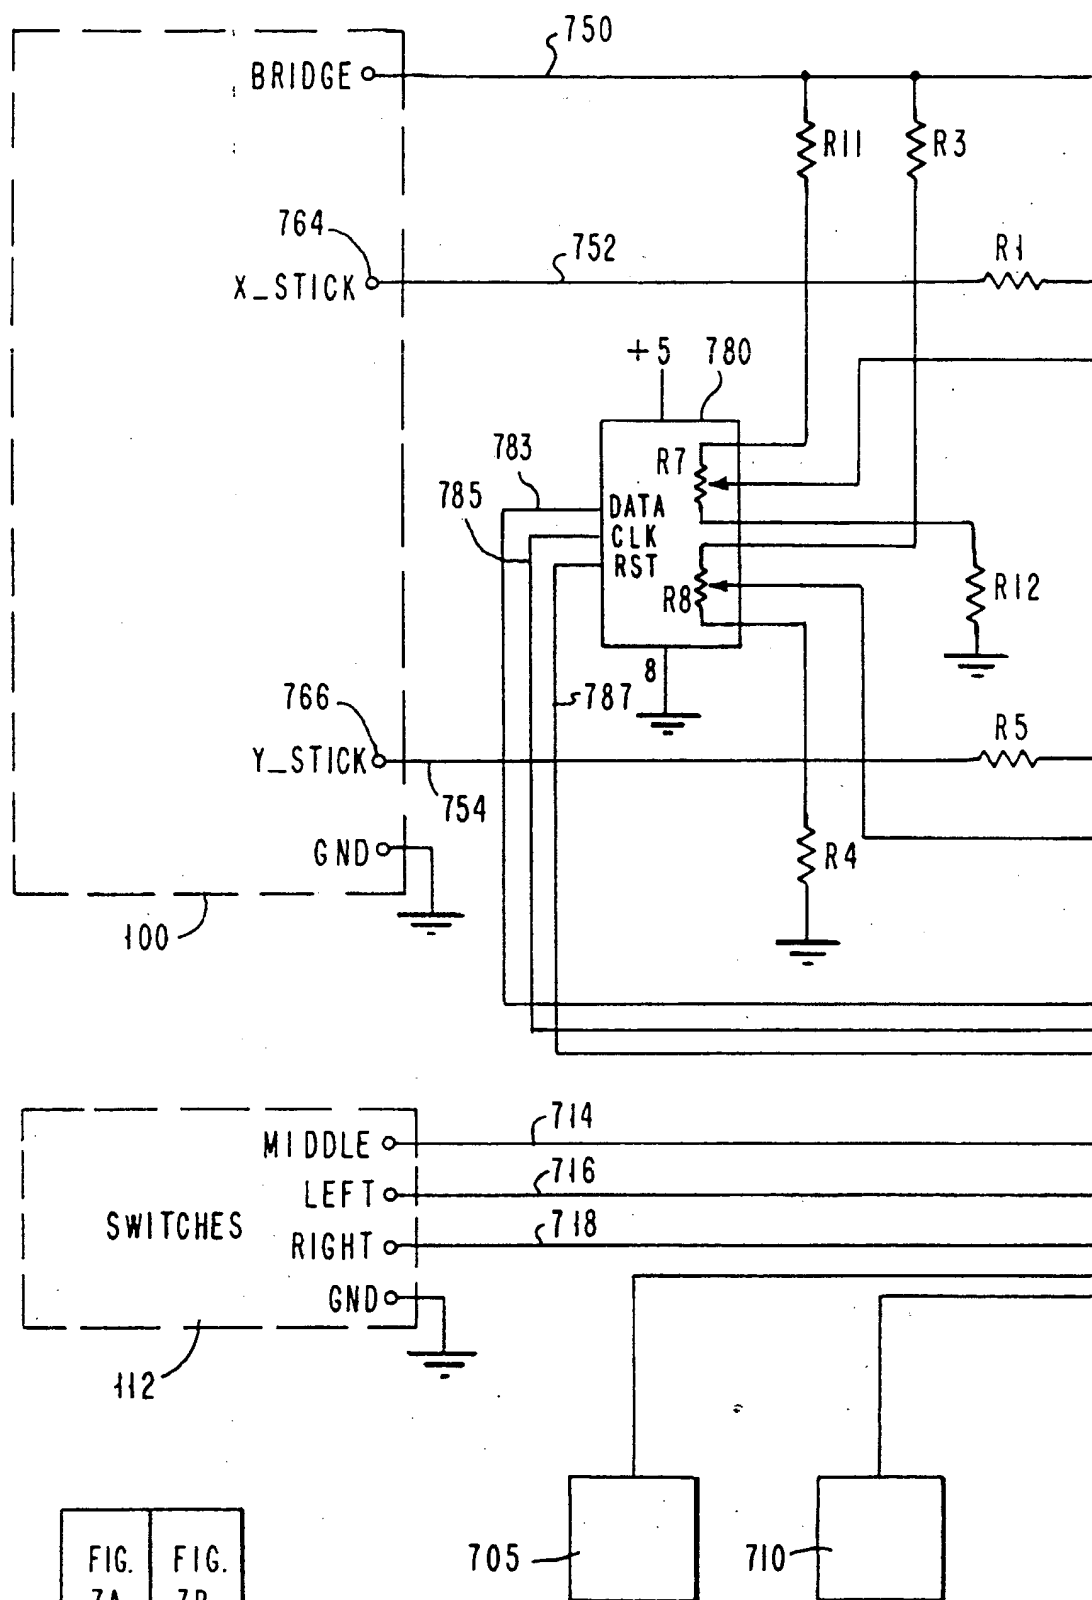 750
BRIDGE
R11
R3
764
752
R1
X_STICK
+5
780
783
R7
785
DATA
CLK
RST
R8
R12
8
787
766
R5
Y_STICK
754
GND
R4
100
714
MIDDLE
716
LEFT
718
SWITCHES
RIGHT
GND
112
705
710
FIG. FIG.
7A 7B